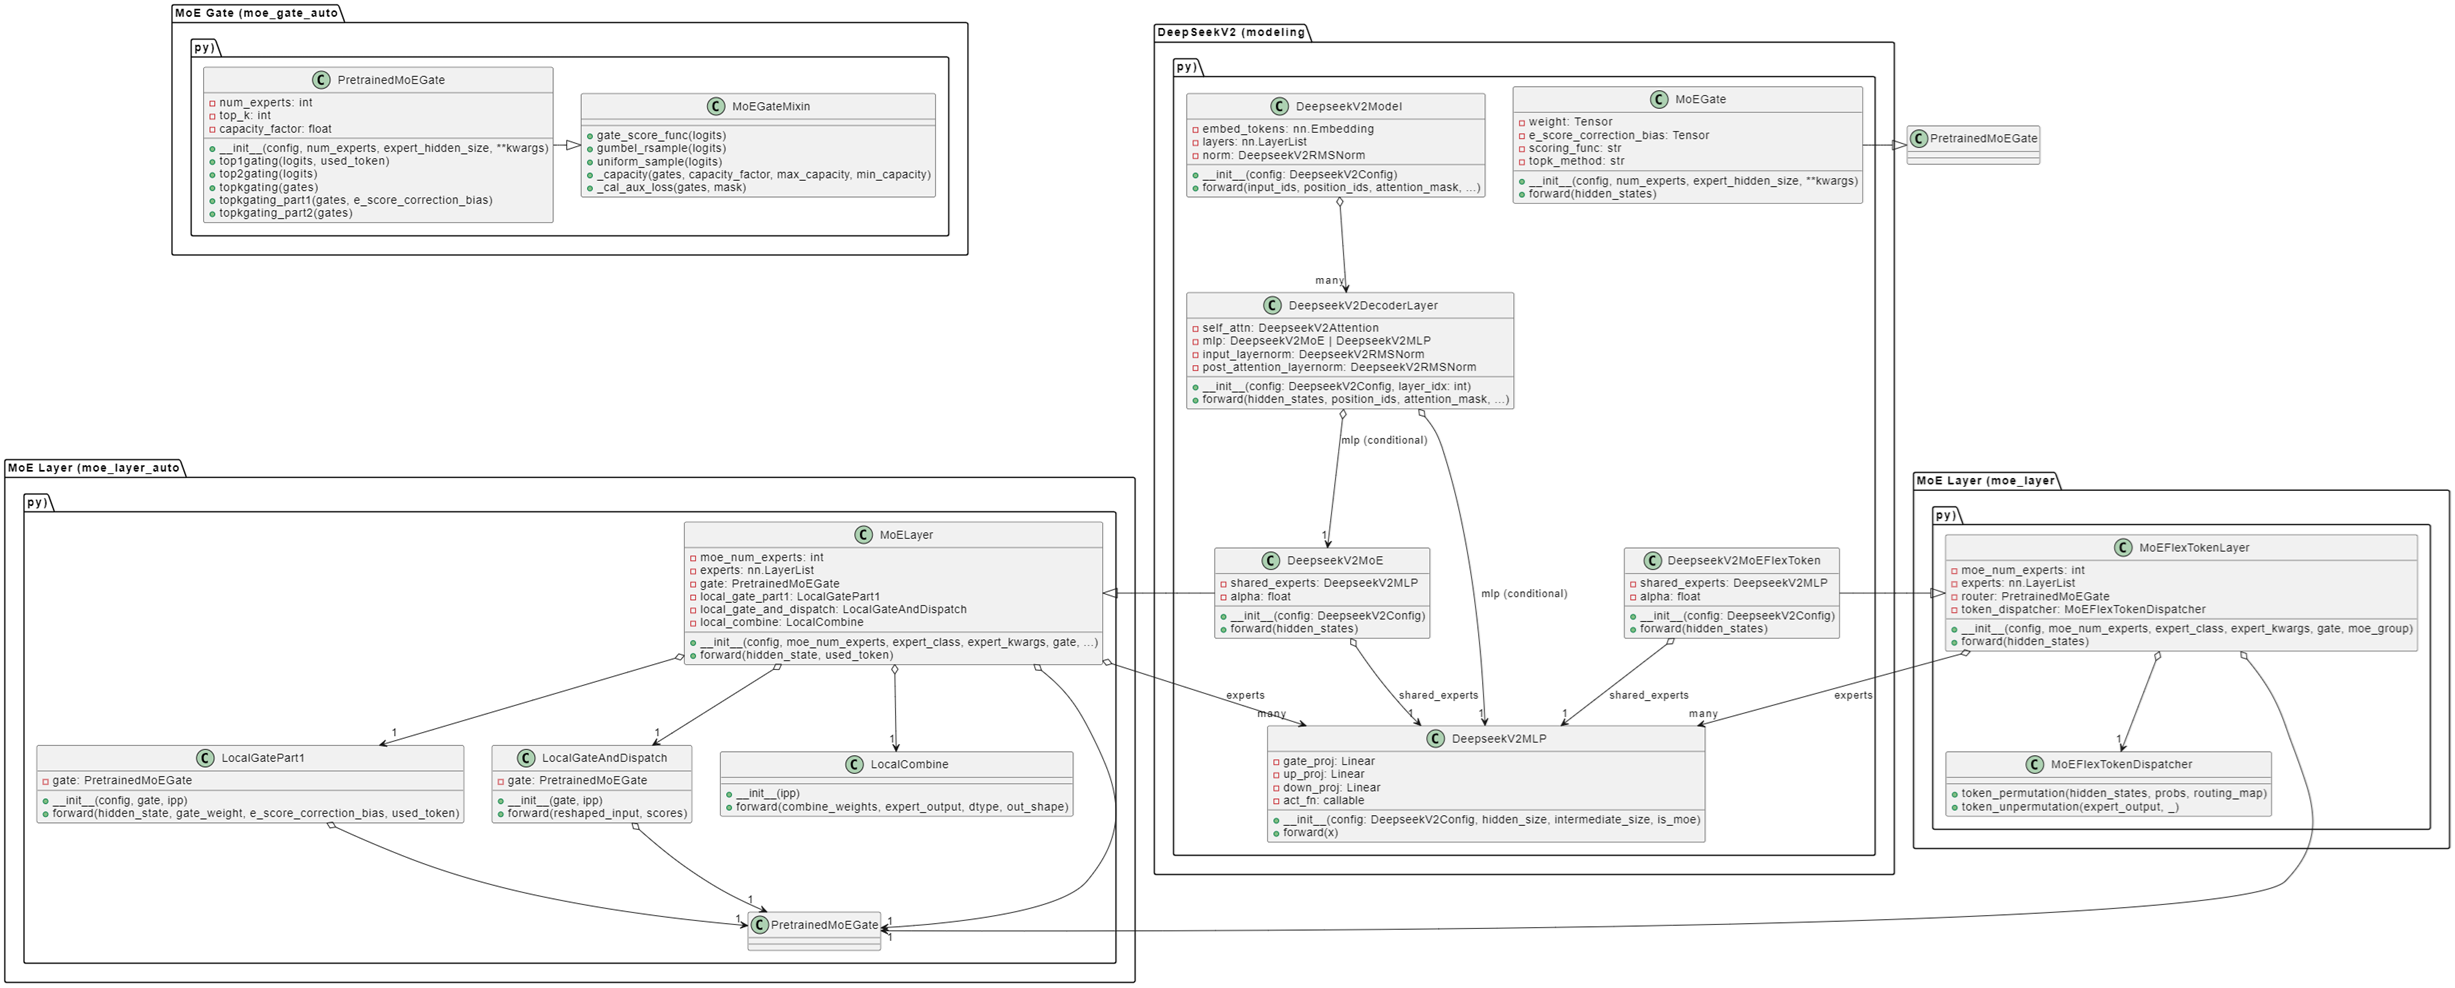 MoE Gate (moe_gate_auto
py)
C PretrainedMoEGate
num_experts: int
top_k: int
capacity_factor: float
__init__(config, num_experts, expert_hidden_size, **kwargs)
top1gating(logits, used_token)
top2gating(logits)
topkgating(gates)
topkgating_part1(gates, e_score_correction_bias)
topkgating_part2(gates)
C MoEGateMixin
gate_score_func(logits)
gumbel_rsample(logits)
uniform_sample(logits)
_capacity(gates, capacity_factor, max_capacity, min_capacity)
_cal_aux_loss(gates, mask)
DeepSeekV2 (modeling
py)
C DeepseekV2Model
embed_tokens: nn.Embedding
layers: nn.LayerList
norm: DeepseekV2RMSNorm
__init__(config: DeepseekV2Config)
forward(input_ids, position_ids, attention_mask, ...)
C MoEGate
weight: Tensor
e_score_correction_bias: Tensor
scoring_func: str
topk_method: str
__init__(config, num_experts, expert_hidden_size, **kwargs)
forward(hidden_states)
C PretrainedMoEGate
many
C DeepseekV2DecoderLayer
self_attn: DeepseekV2Attention
mlp: DeepseekV2MoE | DeepseekV2MLP
input_layernorm: DeepseekV2RMSNorm
post_attention_layernorm: DeepseekV2RMSNorm
__init__(config: DeepseekV2Config, layer_idx: int)
forward(hidden_states, position_ids, attention_mask, ...)
mlp (conditional)
1
mlp (conditional)
1
C DeepseekV2MoE
shared_experts: DeepseekV2MLP
alpha: float
__init__(config: DeepseekV2Config)
forward(hidden_states)
C DeepseekV2MoEFlexToken
shared_experts: DeepseekV2MLP
alpha: float
__init__(config: DeepseekV2Config)
forward(hidden_states)
shared_experts
1
shared_experts
1
C DeepseekV2MLP
gate_proj: Linear
up_proj: Linear
down_proj: Linear
act_fn: callable
__init__(config: DeepseekV2Config, hidden_size, intermediate_size, is_moe)
forward(x)
MoE Layer (moe_layer_auto
py)
C MoELayer
moe_num_experts: int
experts: nn.LayerList
gate: PretrainedMoEGate
local_gate_part1: LocalGatePart1
local_gate_and_dispatch: LocalGateAndDispatch
local_combine: LocalCombine
__init__(config, moe_num_experts, expert_class, expert_kwargs, gate, ...)
forward(hidden_state, used_token)
experts
many
1
1
1
C LocalGatePart1
gate: PretrainedMoEGate
__init__(config, gate, ipp)
forward(hidden_state, gate_weight, e_score_correction_bias, used_token)
C LocalGateAndDispatch
gate: PretrainedMoEGate
__init__(gate, ipp)
forward(reshaped_input, scores)
C LocalCombine
__init__(ipp)
forward(combine_weights, expert_output, dtype, out_shape)
1
1
1
1
C PretrainedMoEGate
MoE Layer (moe_layer
py)
C MoEFlexTokenLayer
moe_num_experts: int
experts: nn.LayerList
router: PretrainedMoEGate
token_dispatcher: MoEFlexTokenDispatcher
__init__(config, moe_num_experts, expert_class, expert_kwargs, gate, moe_group)
forward(hidden_states)
experts
many
1
C MoEFlexTokenDispatcher
token_permutation(hidden_states, probs, routing_map)
token_unpermutation(expert_output, _)